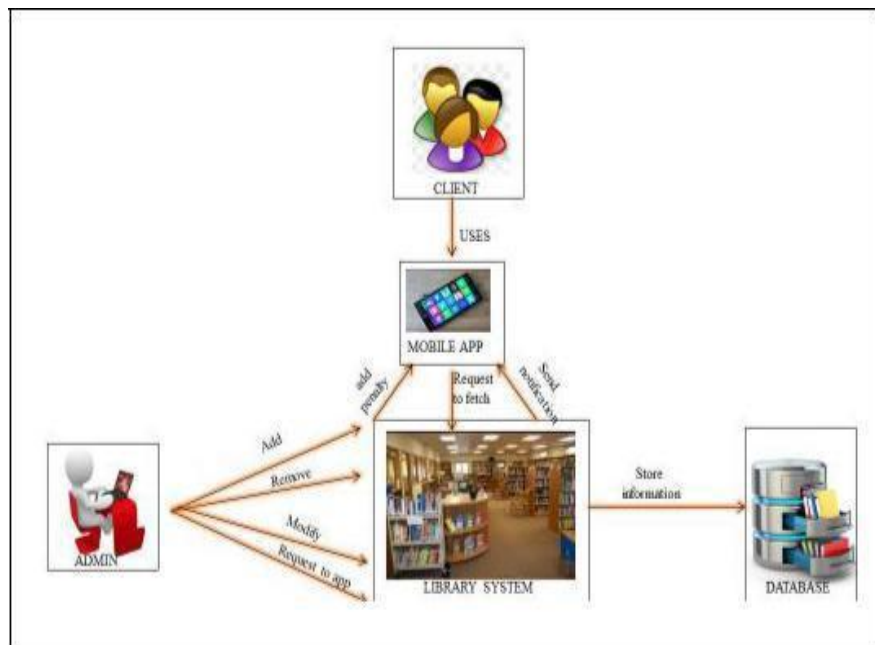 CLIENT
USES
MOBILE APP
add
penalty
Request
to fetch
Send
notification
Add
Remove
Modify
Request to app
ADMIN
LIBRARY SYSTEM
Store
information
DATABASE